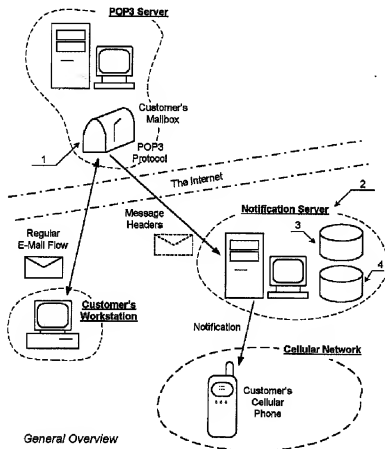 POP3 Server
Customer's
Mailbox
POP3
Protocol
1
The Internet
2
Message
Headers
Notification Server
3
4
Regular
E-Mail Flow
Customer's
Workstation
Notification
Cellular Network
Customer's
Cellular
Phone
General Overview